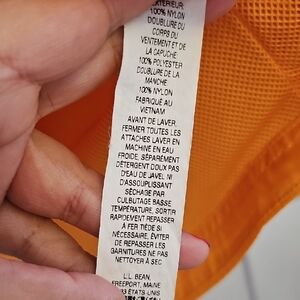 EXTÉRIEUR:
100% NYLON
DOUBLURE DU
CORPS DU
VENTEMENT ET DE
LA CAPUCHE:
100% POLYESTER
DOUBLURE DE LA
MANCHE
100% NYLON
FABRIQUÉ AU
VIETNAM
AVANT DE LAVER,
FERMER TOUTES LES
ATTACHES LAVER EN
MACHINE EN EAU
FROIDE, SÉPARÉMENT
DÉTERGENT DOUX PAS
D'EAU DE JAVEL NI
D'ASSOUPLISSANT
SÉCHAGE PAR
CULBUTAGE BASSE
TEMPÉRATURE, SORTIR
RAPIDEMENT REPASSER
À FER TIÈDE SI
NÉCESSAIRE, ÉVITER
DE REPASSER LES
GARNITURES NE PAS
NETTOYER À SEC
L.L. BEAN,
FREEPORT, MAINE
ÉTATS-UNIS